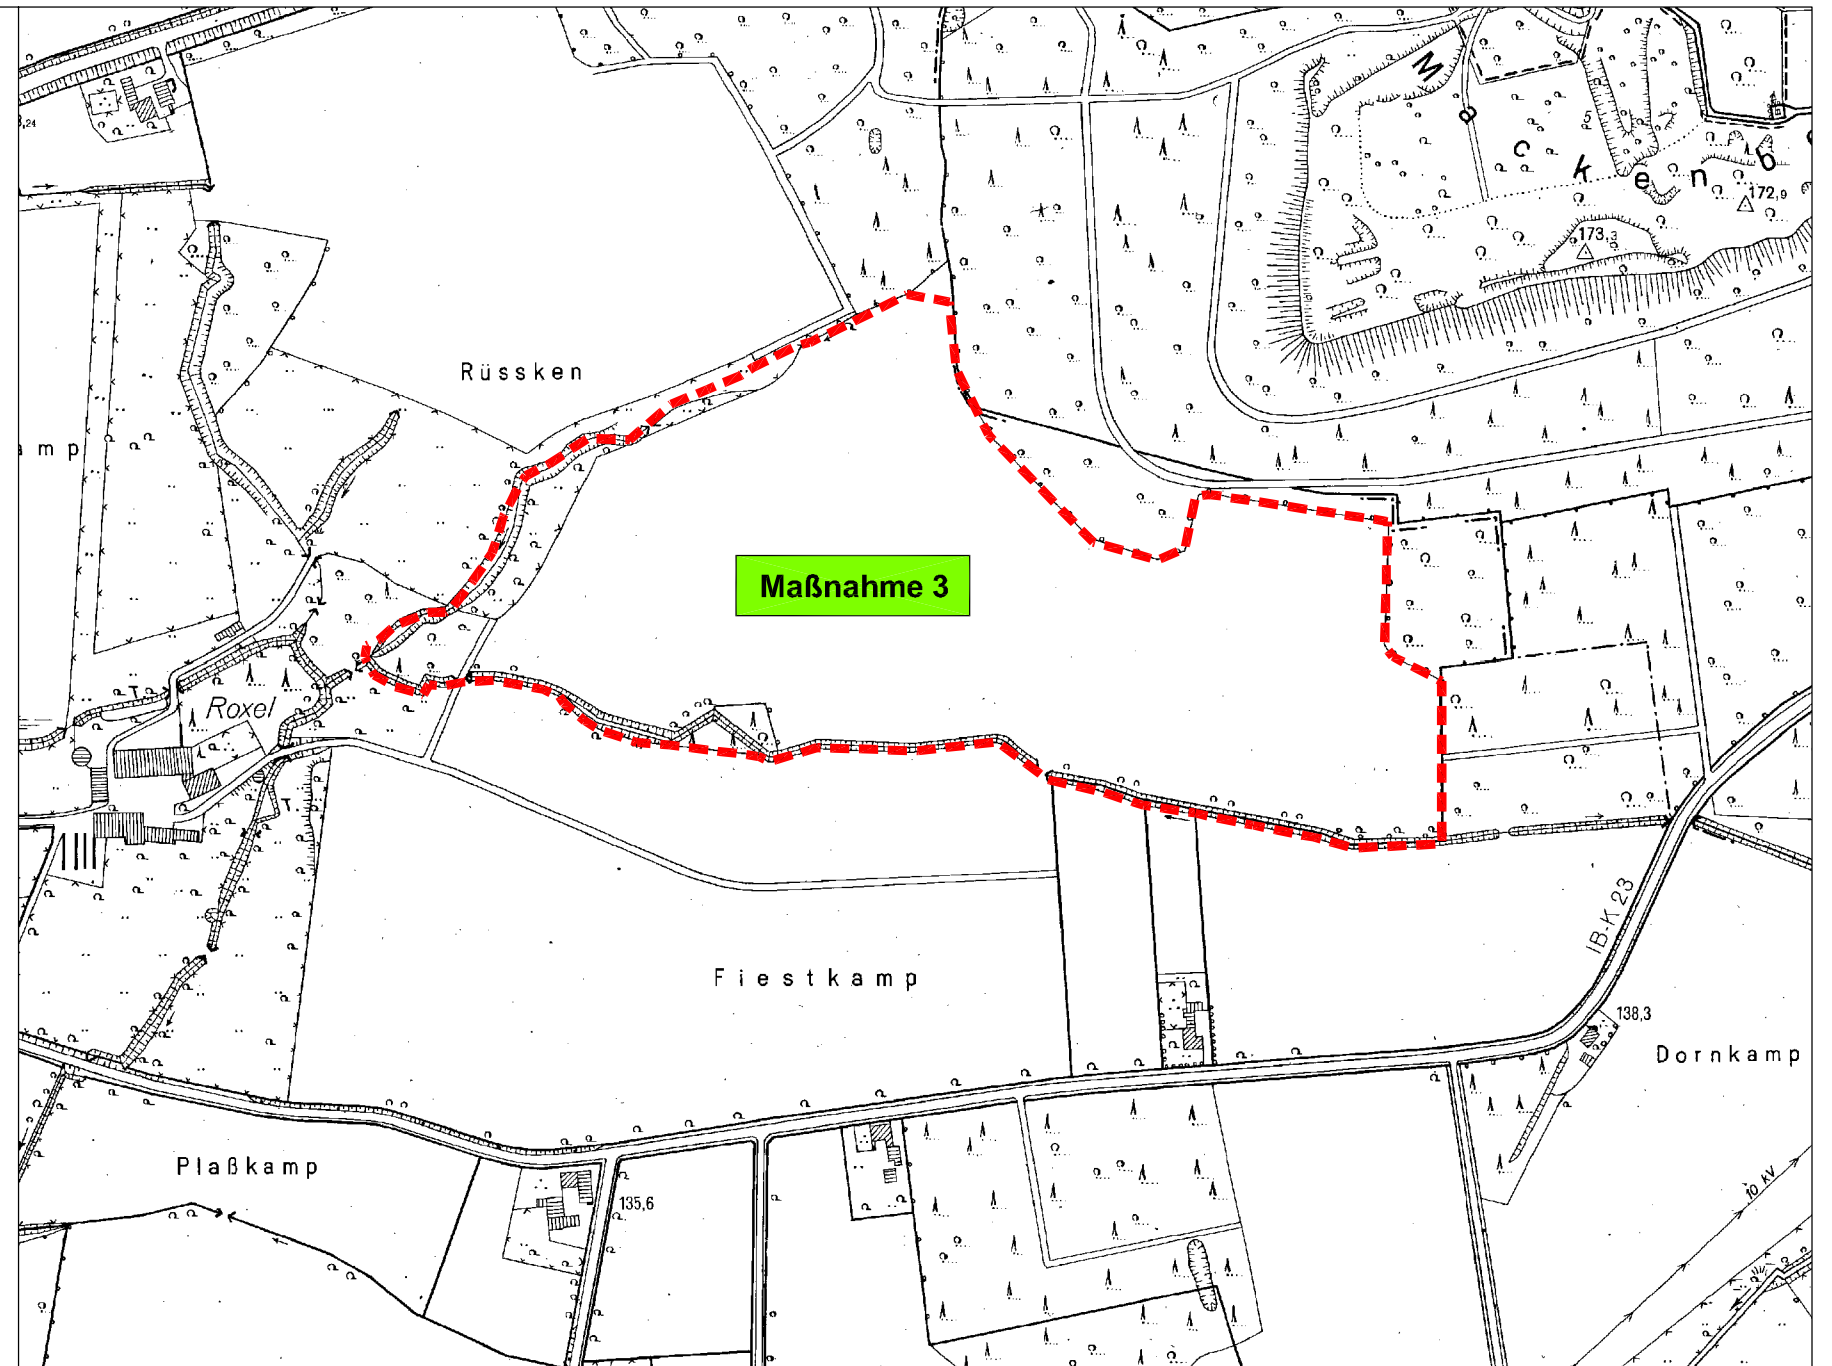 Mackenb
172,9
173,3
Rüssken
amp
Maßnahme 3
T.
Roxel
T.
IB-K 23
Fiestkamp
138,3
Dornkamp
Plaßkamp
135,6
10 kV